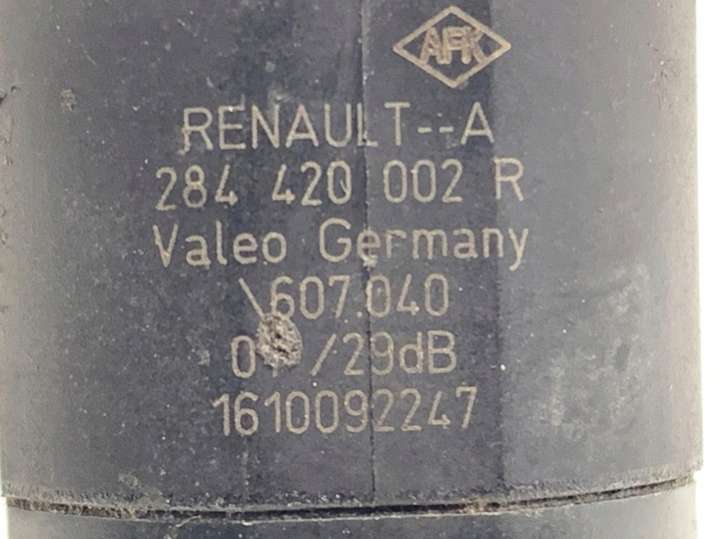 AFK
RENAULT--A
284 420 002 R
Valeo Germany
607.040
/29dB
1610092247